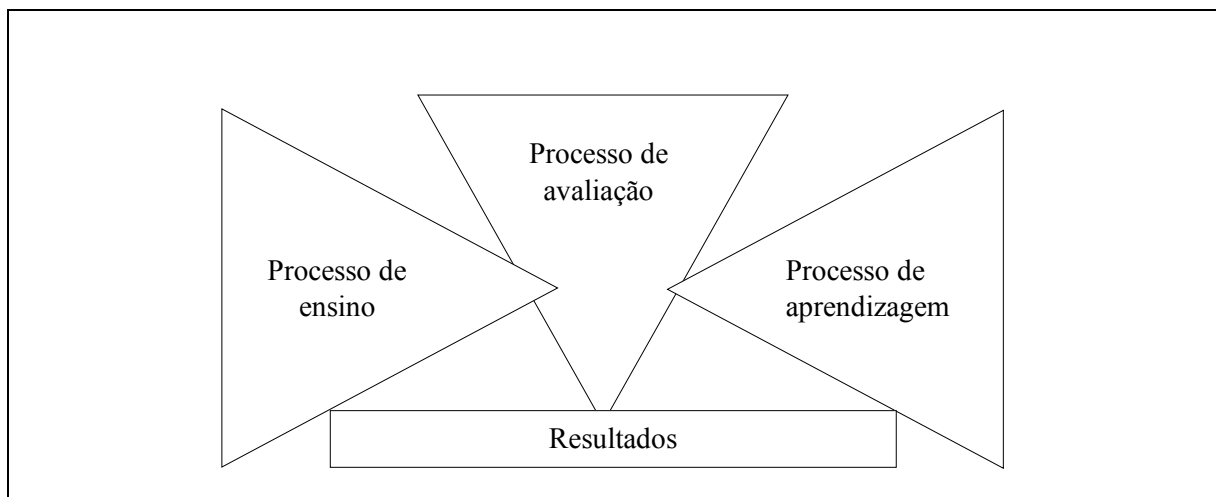 Processo de
avaliação
Processo de
ensino
Processo de
aprendizagem
Resultados